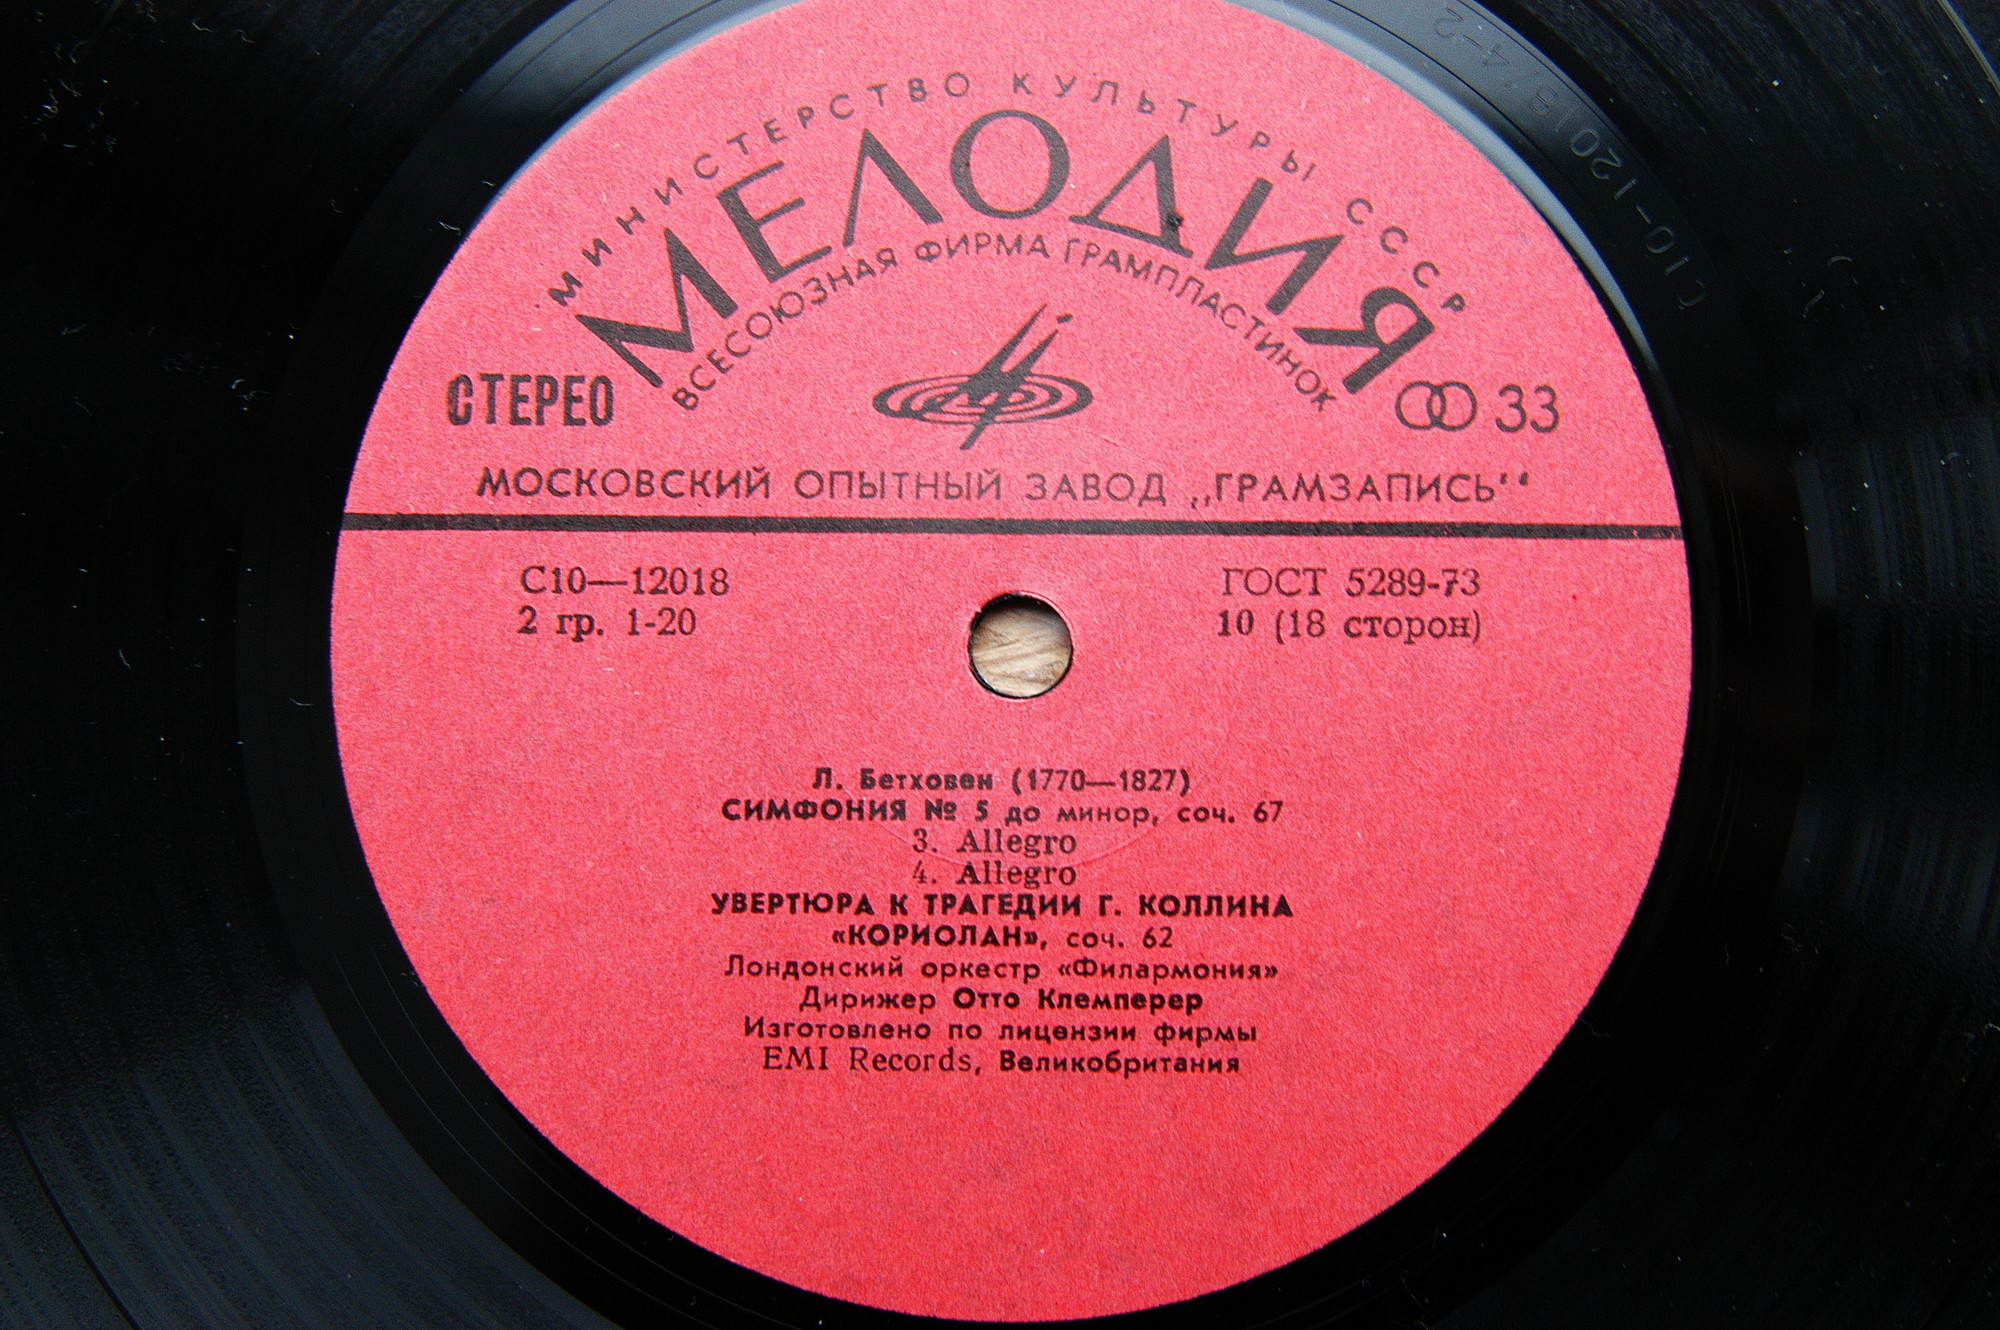 МИНИСТЕРСТВО КУЛЬТУРЫ СССР
МЕЛОДИЯ
ВСЕСОЮЗНАЯ ФИРМА ГРАМПЛАСТИНОК
СТЕРЕО
33
МОСКОВСКИЙ ОПЫТНЫЙ ЗАВОД „ГРАМЗАПИСЬ“
С10—12018
ГОСТ 5289-73
2 гр. 1-20
10 (18 сторон)
Л. Бетховен (1770—1827)
СИМФОНИЯ № 5 до минор, соч. 67
3. Allegro
4. Allegro
УВЕРТЮРА К ТРАГЕДИИ Г. КОЛЛИНА
«КОРИОЛАН», соч. 62
Лондонский оркестр «Филармония»
Дирижер Отто Клемперер
Изготовлено по лицензии фирмы
EMI Records, Великобритания